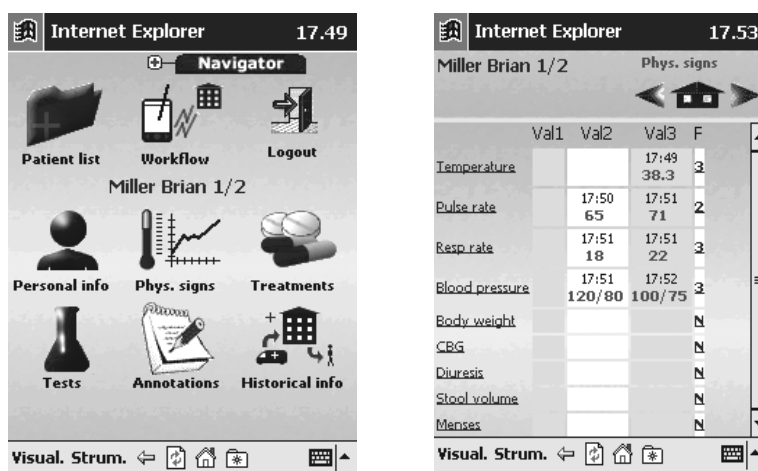 Internet Explorer 17.49
Navigator
Patient list Workflow Logout
Miller Brian 1/2
Personal info Phys. signs Treatments
Tests Annotations Historical info
Visual. Strum.
Internet Explorer 17.53
Miller Brian 1/2 Phys. signs
Val1 Val2 Val3 F
Temperature 17:49 38.3 3
Pulse rate 17:50 65 17:51 71 2
Resp rate 17:51 18 17:51 22 3
Blood pressure 17:51 120/80 17:52 100/75 3
Body weight N
CBG N
Diuresis N
Stool volume N
Menses N
Visual. Strum.